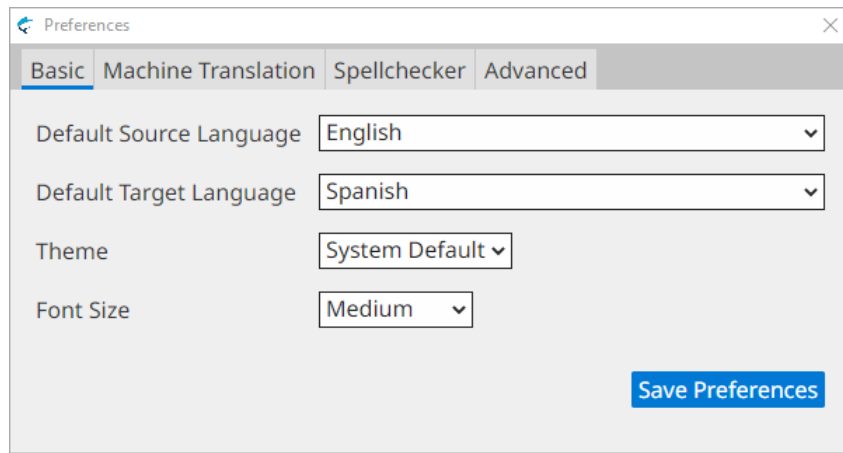 Preferences
Basic Machine Translation Spellchecker Advanced
Default Source Language English
Default Target Language Spanish
Theme System Default
Font Size Medium
Save Preferences